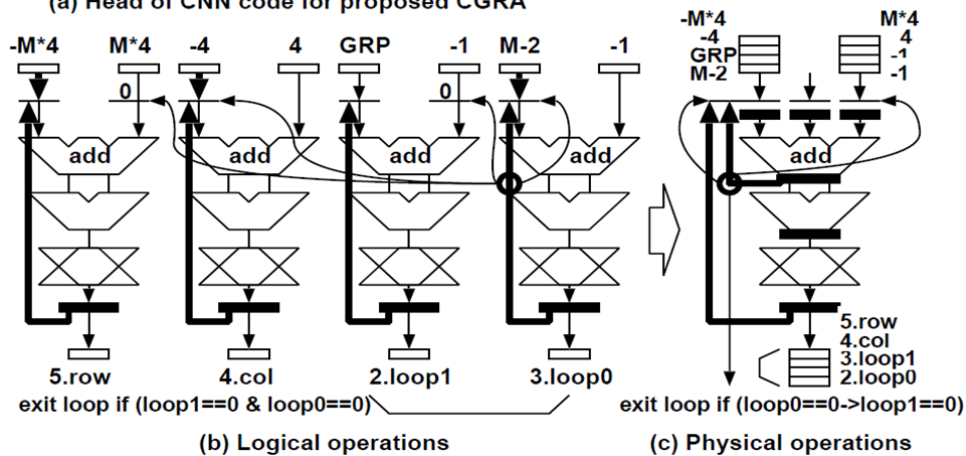 (a) Head of CNN code for proposed CGRA
-M*4 M*4 -4 4 GRP -1 M-2 -1
0 0
add add add add
5.row 4.col 2.loop1 3.loop0
exit loop if (loop1==0 & loop0==0)
(b) Logical operations
-M*4
-4
GRP
M-2
M*4
4
-1
-1
add
5.row
4.col
3.loop1
2.loop0
exit loop if (loop0==0->loop1==0)
(c) Physical operations